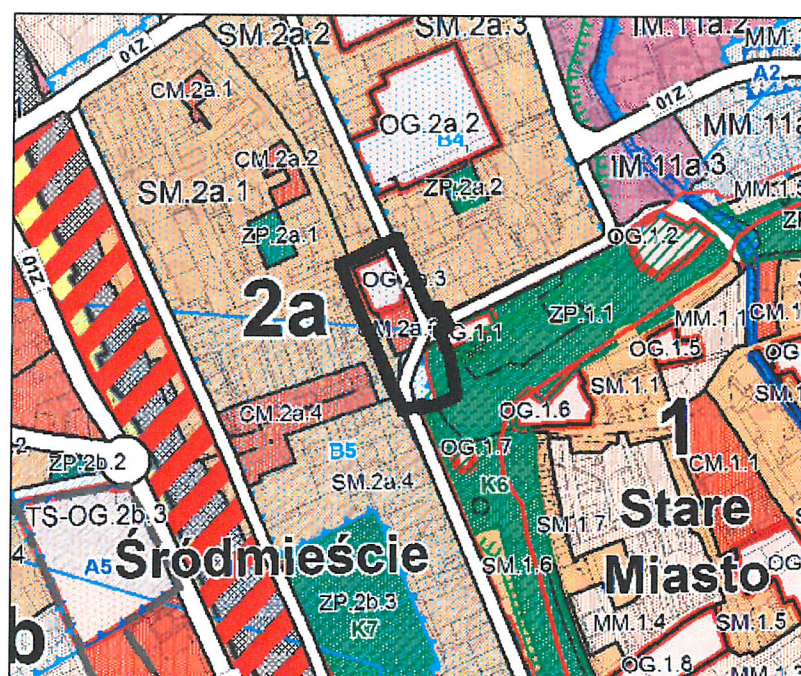 01Z
SM.2a.2
SM.2a.3
IM.11a.2
MM.1
A2
CM.2a.1
OG.2a.2
B4
01Z
MM.11a
CM.2a.2
SM.2a.1
ZP.2a.2
IM.11a.3
MM.1.3
ZP.2a.1
OG.1.2
01Z
OG.2a.3
2a
ZP.1.1
MM.1.1
CM.1
OG.1.5
SM.1.1
OG.1.6
CM.2a.4
1
OG.1.7
CM.1.1
B5
SM.2a.4
K6
ZP.2b.2
TS-OG.2b.3
Stare
SM.1.7
A5
Śródmieście
SM.1.6
Miasto
ZP.2b.3
K7
MM.1.4
SM.1.5
OG.1.8
b